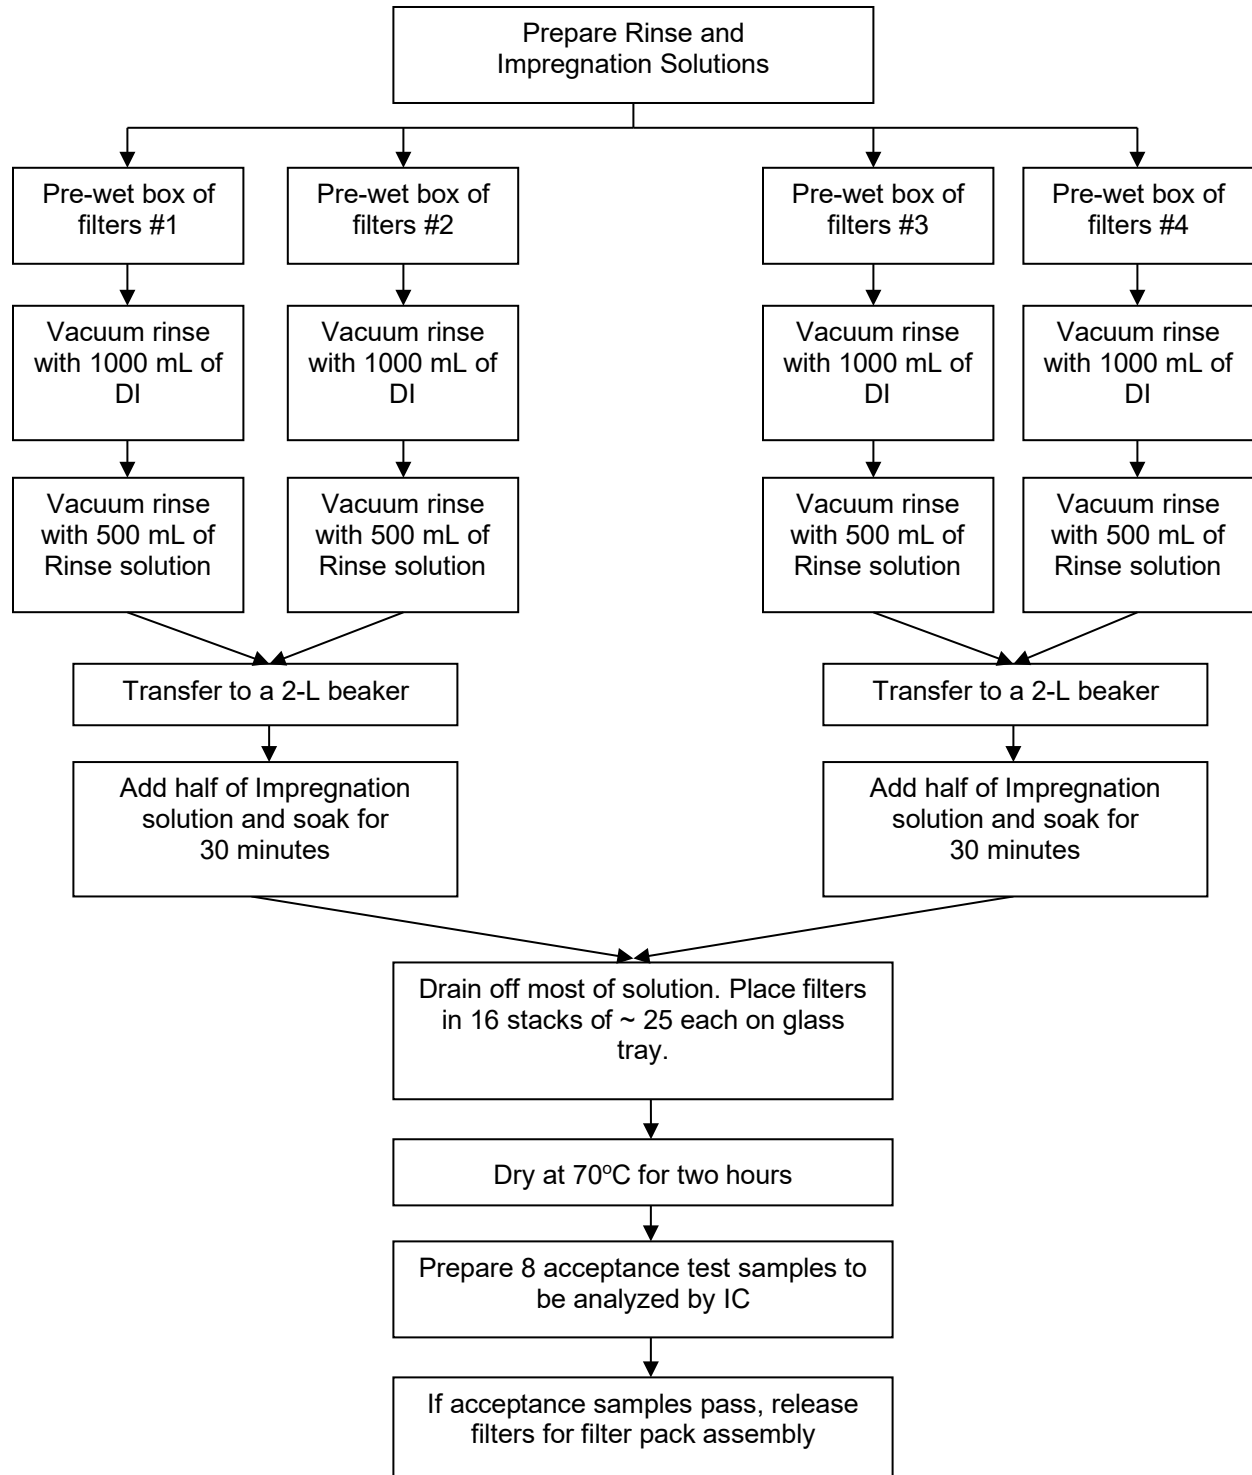 Prepare Rinse and
Impregnation Solutions
Pre-wet box of
filters #1
Pre-wet box of
filters #2
Pre-wet box of
filters #3
Pre-wet box of
filters #4
Vacuum rinse
with 1000 mL of
DI
Vacuum rinse
with 1000 mL of
DI
Vacuum rinse
with 1000 mL of
DI
Vacuum rinse
with 1000 mL of
DI
Vacuum rinse
with 500 mL of
Rinse solution
Vacuum rinse
with 500 mL of
Rinse solution
Vacuum rinse
with 500 mL of
Rinse solution
Vacuum rinse
with 500 mL of
Rinse solution
Transfer to a 2-L beaker
Transfer to a 2-L beaker
Add half of Impregnation
solution and soak for
30 minutes
Add half of Impregnation
solution and soak for
30 minutes
Drain off most of solution. Place filters
in 16 stacks of ~ 25 each on glass
tray.
Dry at 70ºC for two hours
Prepare 8 acceptance test samples to
be analyzed by IC
If acceptance samples pass, release
filters for filter pack assembly